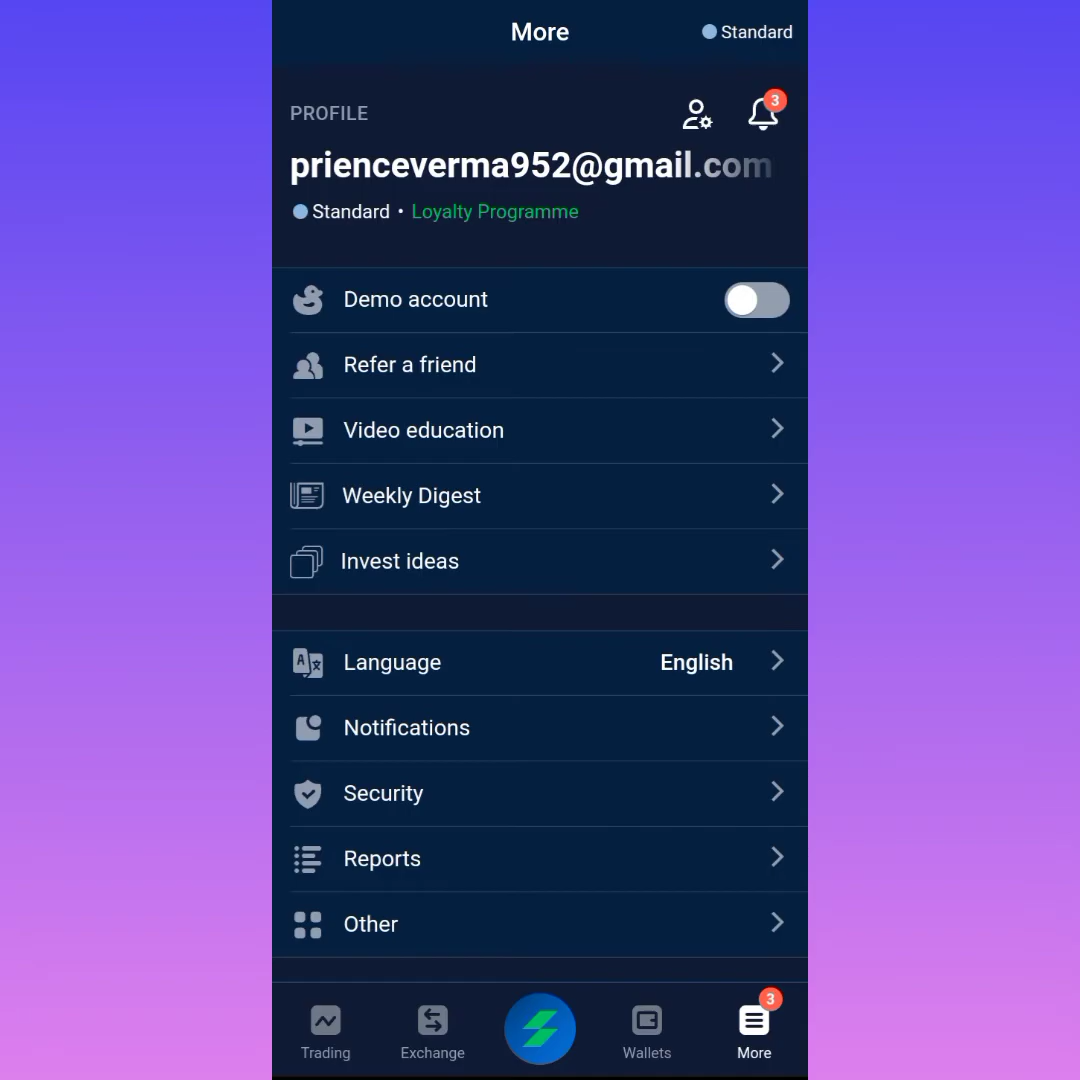 More
Standard
PROFILE
3
prienceverma952@gmail.com
Standard • Loyalty Programme
Demo account
Refer a friend
Video education
Weekly Digest
Invest ideas
Language English
Notifications
Security
Reports
Other
3
Trading Exchange Wallets More